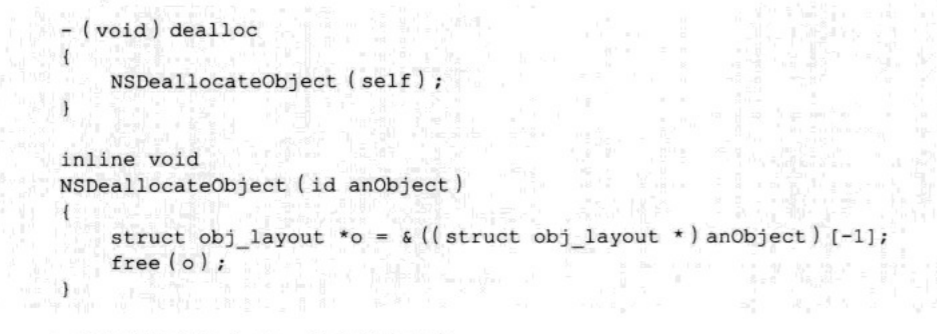 - (void) dealloc
{
    NSDeallocateObject (self);
}

inline void
NSDeallocateObject (id anObject)
{
    struct obj_layout *o = & ((struct obj_layout *) anObject) [-1];
    free (o);
}